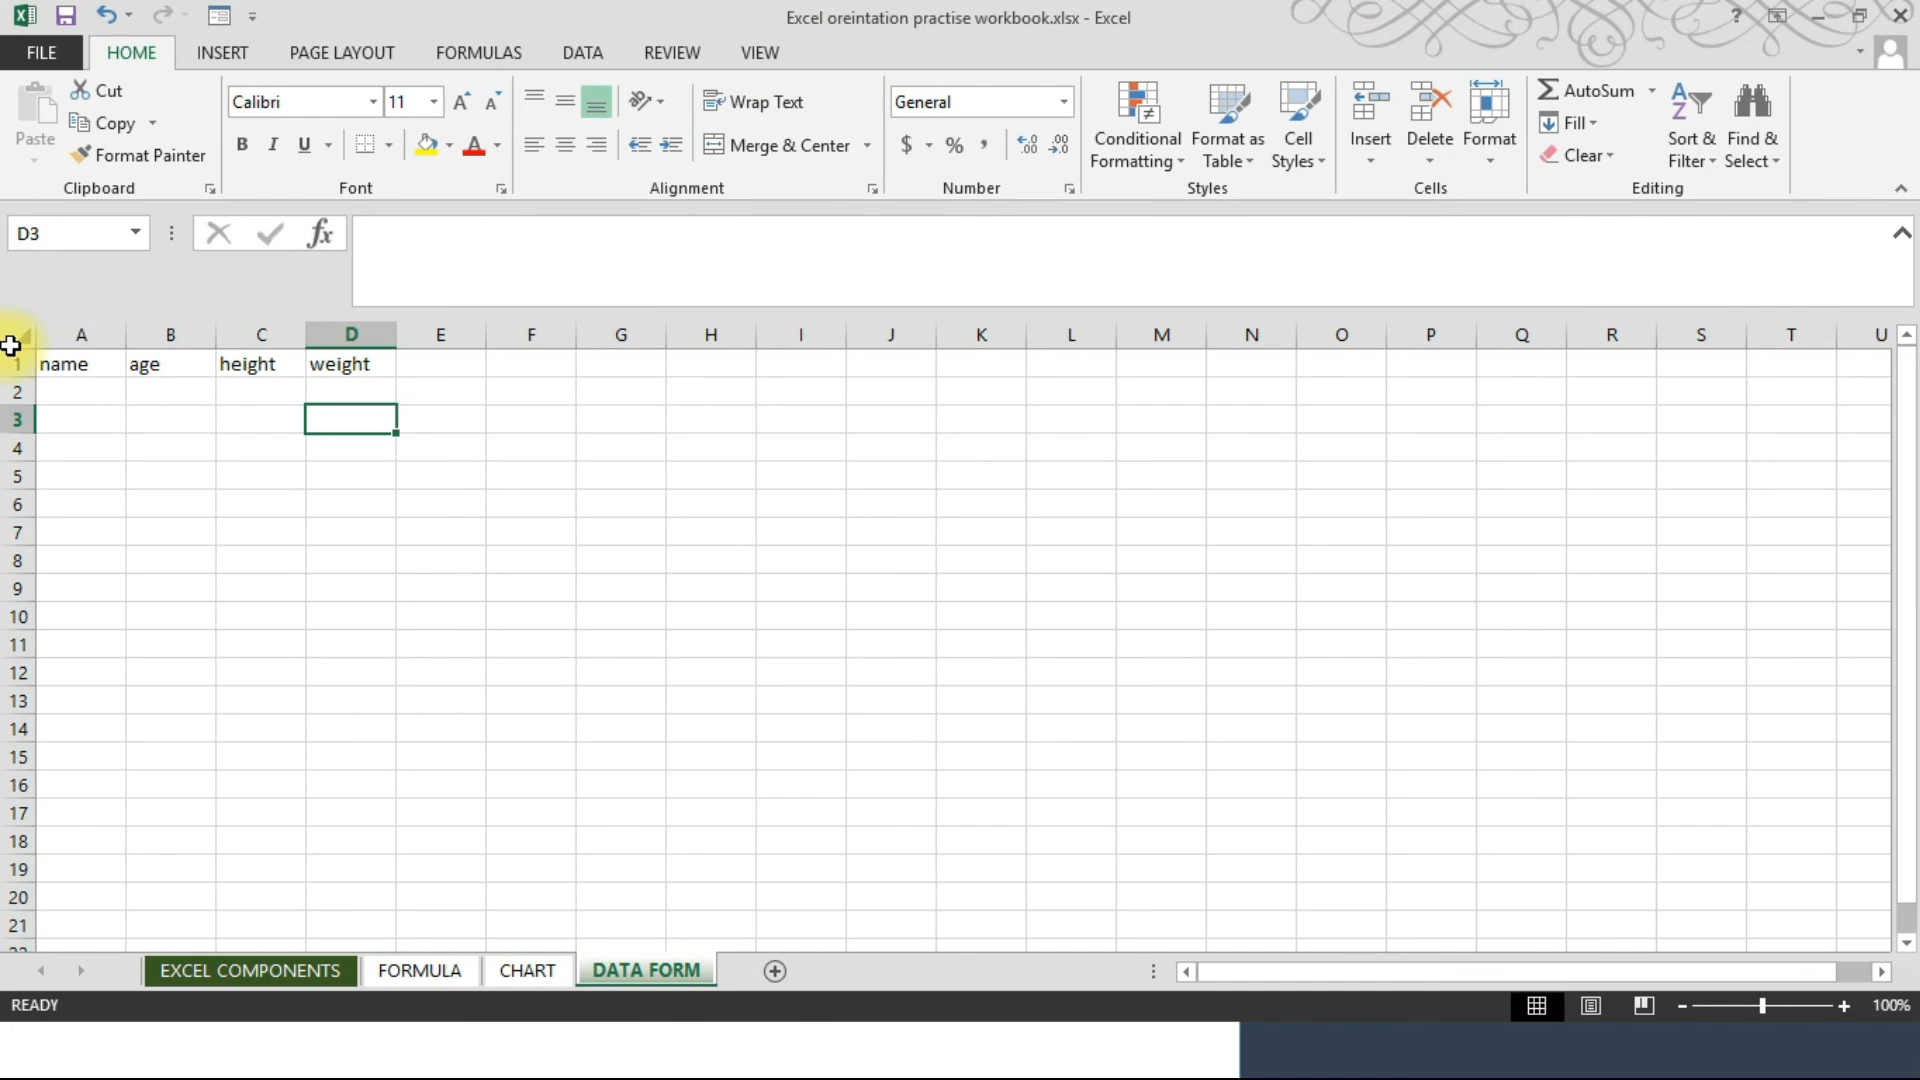 Excel oreintation practise workbook.xlsx - Excel
?
FILE HOME INSERT PAGE LAYOUT FORMULAS DATA REVIEW VIEW
Paste
Cut
Copy
Format Painter
Clipboard
Calibri 11
B I U
Font
Wrap Text
Merge & Center
Alignment
General
$ % ,
Number
Conditional Formatting
Format as Table
Cell Styles
Styles
Insert
Delete
Format
Cells
AutoSum
Fill
Clear
Sort & Filter
Find & Select
Editing
D3 fx
A B C D E F G H I J K L M N O P Q R S T U
1 name age height weight
2
3
4
5
6
7
8
9
10
11
12
13
14
15
16
17
18
19
20
21
22
EXCEL COMPONENTS FORMULA CHART DATA FORM
READY 100%